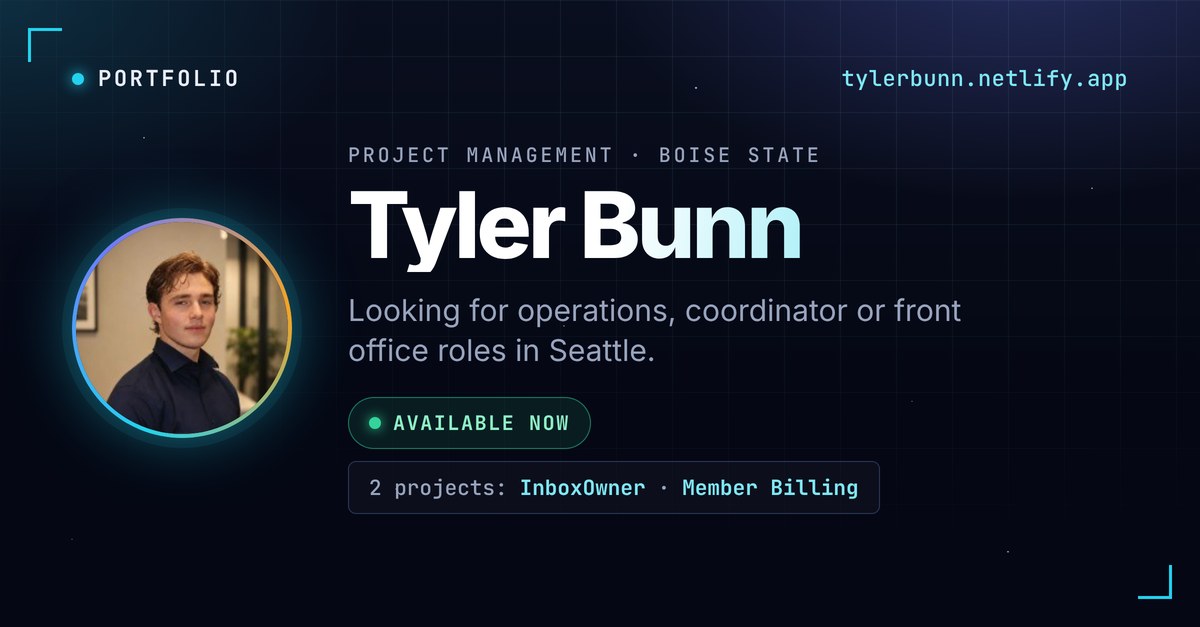 PORTFOLIO
tylerbunn.netlify.app
PROJECT MANAGEMENT · BOISE STATE
Tyler Bunn
Looking for operations, coordinator or front
office roles in Seattle.
AVAILABLE NOW
2 projects: InboxOwner · Member Billing